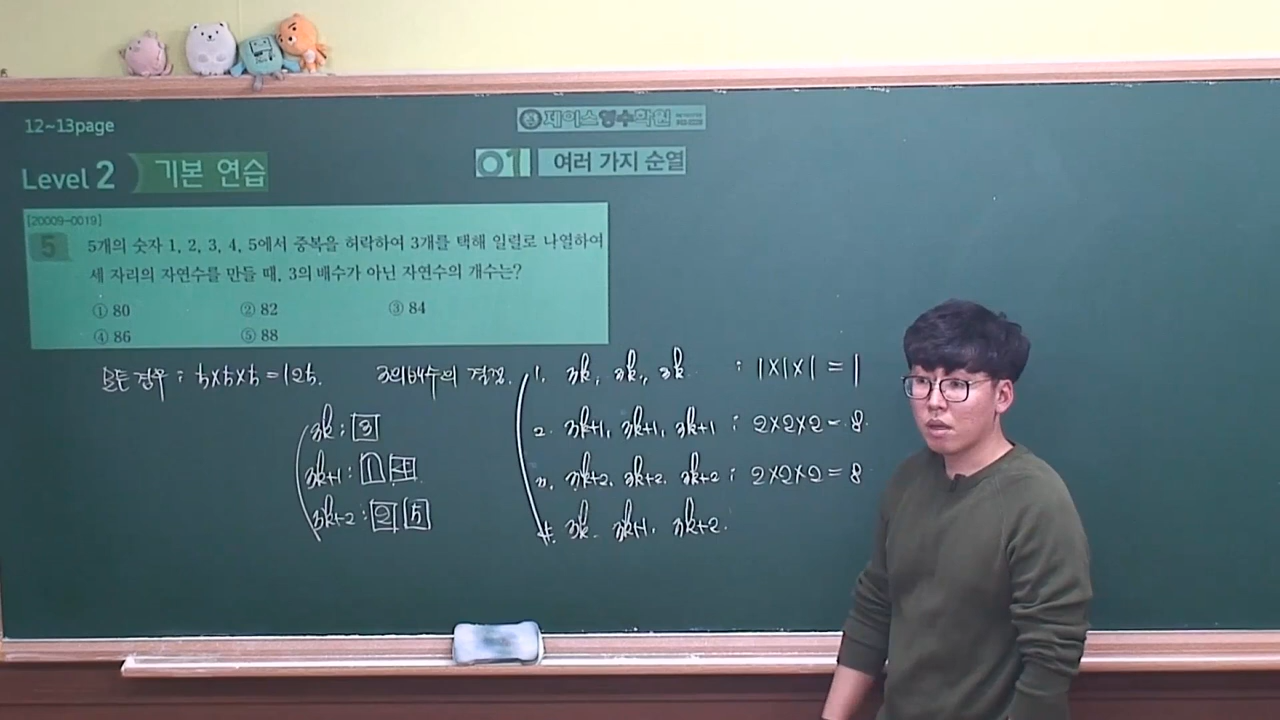 12~13page
제이스영수학원
Level 2 기본 연습
01 여러 가지 순열
[20009-0019]
5 5개의 숫자 1, 2, 3, 4, 5에서 중복을 허락하여 3개를 택해 일렬로 나열하여
세 자리의 자연수를 만들 때, 3의 배수가 아닌 자연수의 개수는?
① 80 ② 82 ③ 84
④ 86 ⑤ 88
모든 경우 : 5×5×5 = 125.
3k : 3
3k+1 : 1 4
3k+2 : 2 5
3의 배수의 결정.
1. 3k, 3k, 3k : 1×1×1 = 1
2. 3k+1, 3k+1, 3k+1 : 2×2×2 = 8.
3. 3k+2. 3k+2. 3k+2 : 2×2×2 = 8
4. 3k. 3k+1. 3k+2.